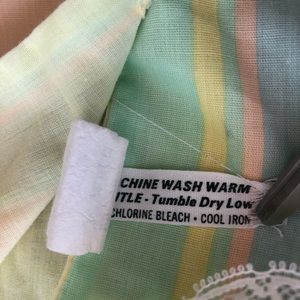 CHINE WASH WARM
TLE - Tumble Dry Low
CHLORINE BLEACH • COOL IRON